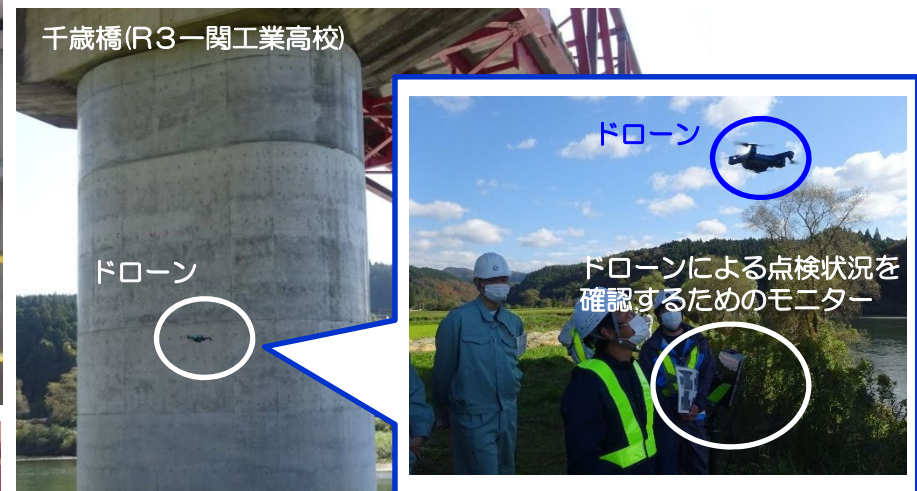 千歳橋(R3一関工業高校)
ドローン
ドローン
ドローンによる点検状況を
確認するためのモニター